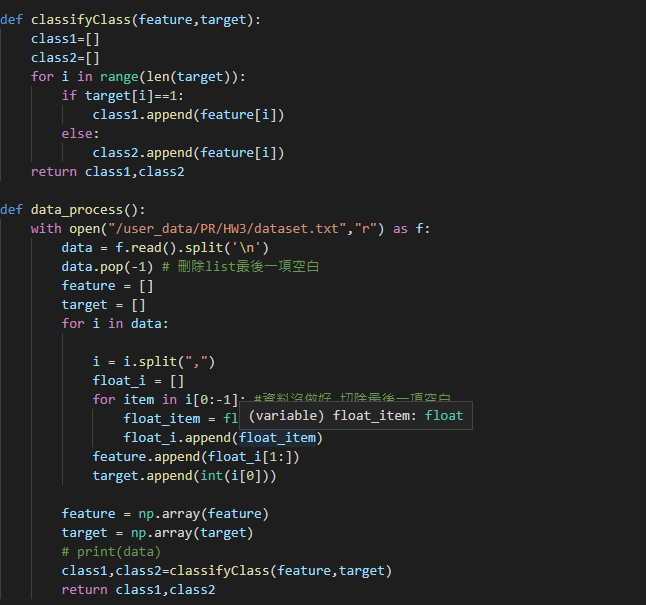 def classifyClass(feature,target):
    class1=[]
    class2=[]
    for i in range(len(target)):
        if target[i]==1:
            class1.append(feature[i])
        else:
            class2.append(feature[i])
    return class1,class2

def data_process():
    with open("/user_data/PR/HW3/dataset.txt","r") as f:
        data = f.read().split('\n')
        data.pop(-1) # 刪除list最後一項空白
        feature = []
        target = []
        for i in data:

            i = i.split(",")
            float_i = []
            for item in i[0:-1]: #資料沒做好 切除最後一項空白
                float_item = fl
(variable) float_item: float
                float_i.append(float_item)
            feature.append(float_i[1:])
            target.append(int(i[0]))

        feature = np.array(feature)
        target = np.array(target)
        # print(data)
        class1,class2=classifyClass(feature,target)
        return class1,class2